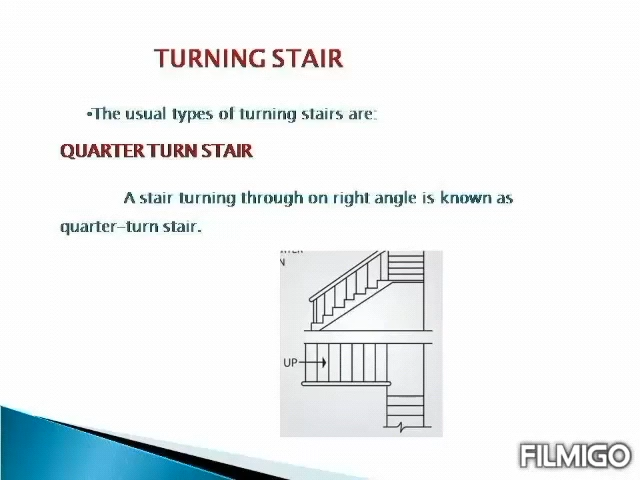 TURNING STAIR
•The usual types of turning stairs are:
QUARTER TURN STAIR
A stair turning through on right angle is known as
quarter-turn stair.
N
UP
FILMIGO